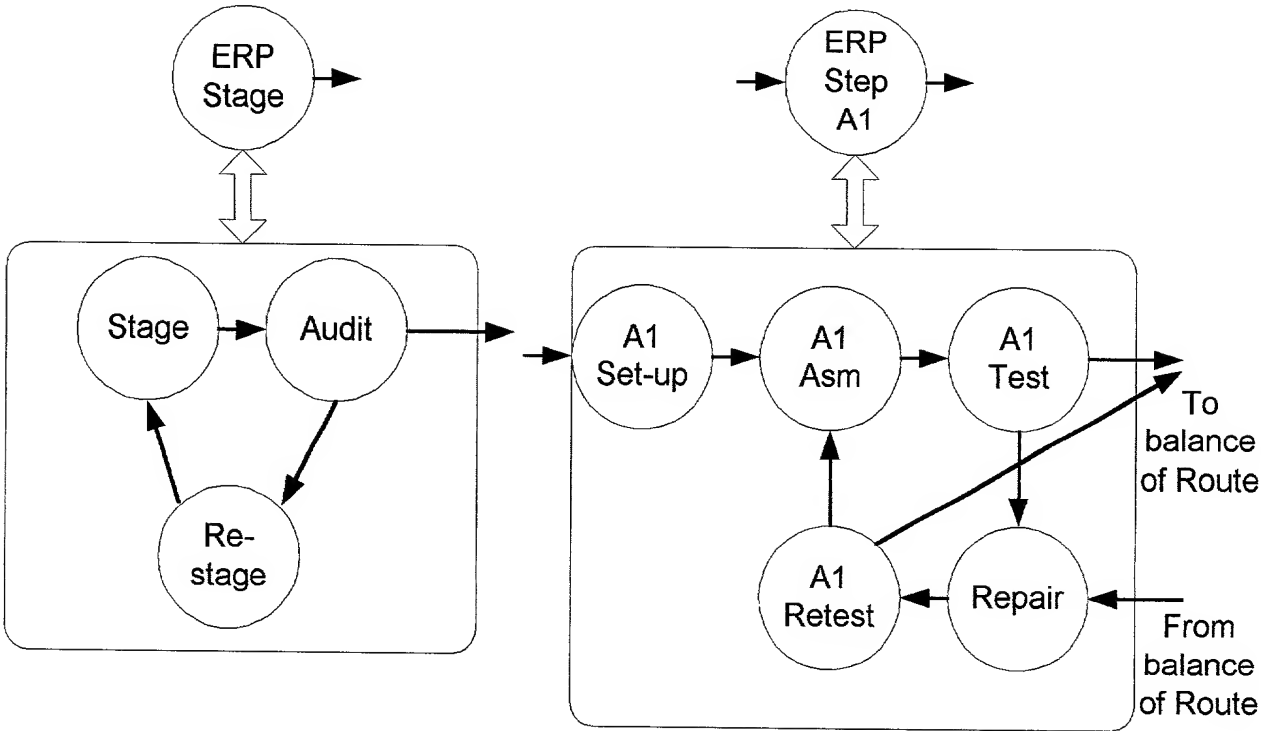 ERP
Stage
ERP
Step
A1
Stage
Audit
Re-
stage
A1
Set-up
A1
Asm
A1
Test
To
balance
of Route
A1
Retest
Repair
From
balance
of Route